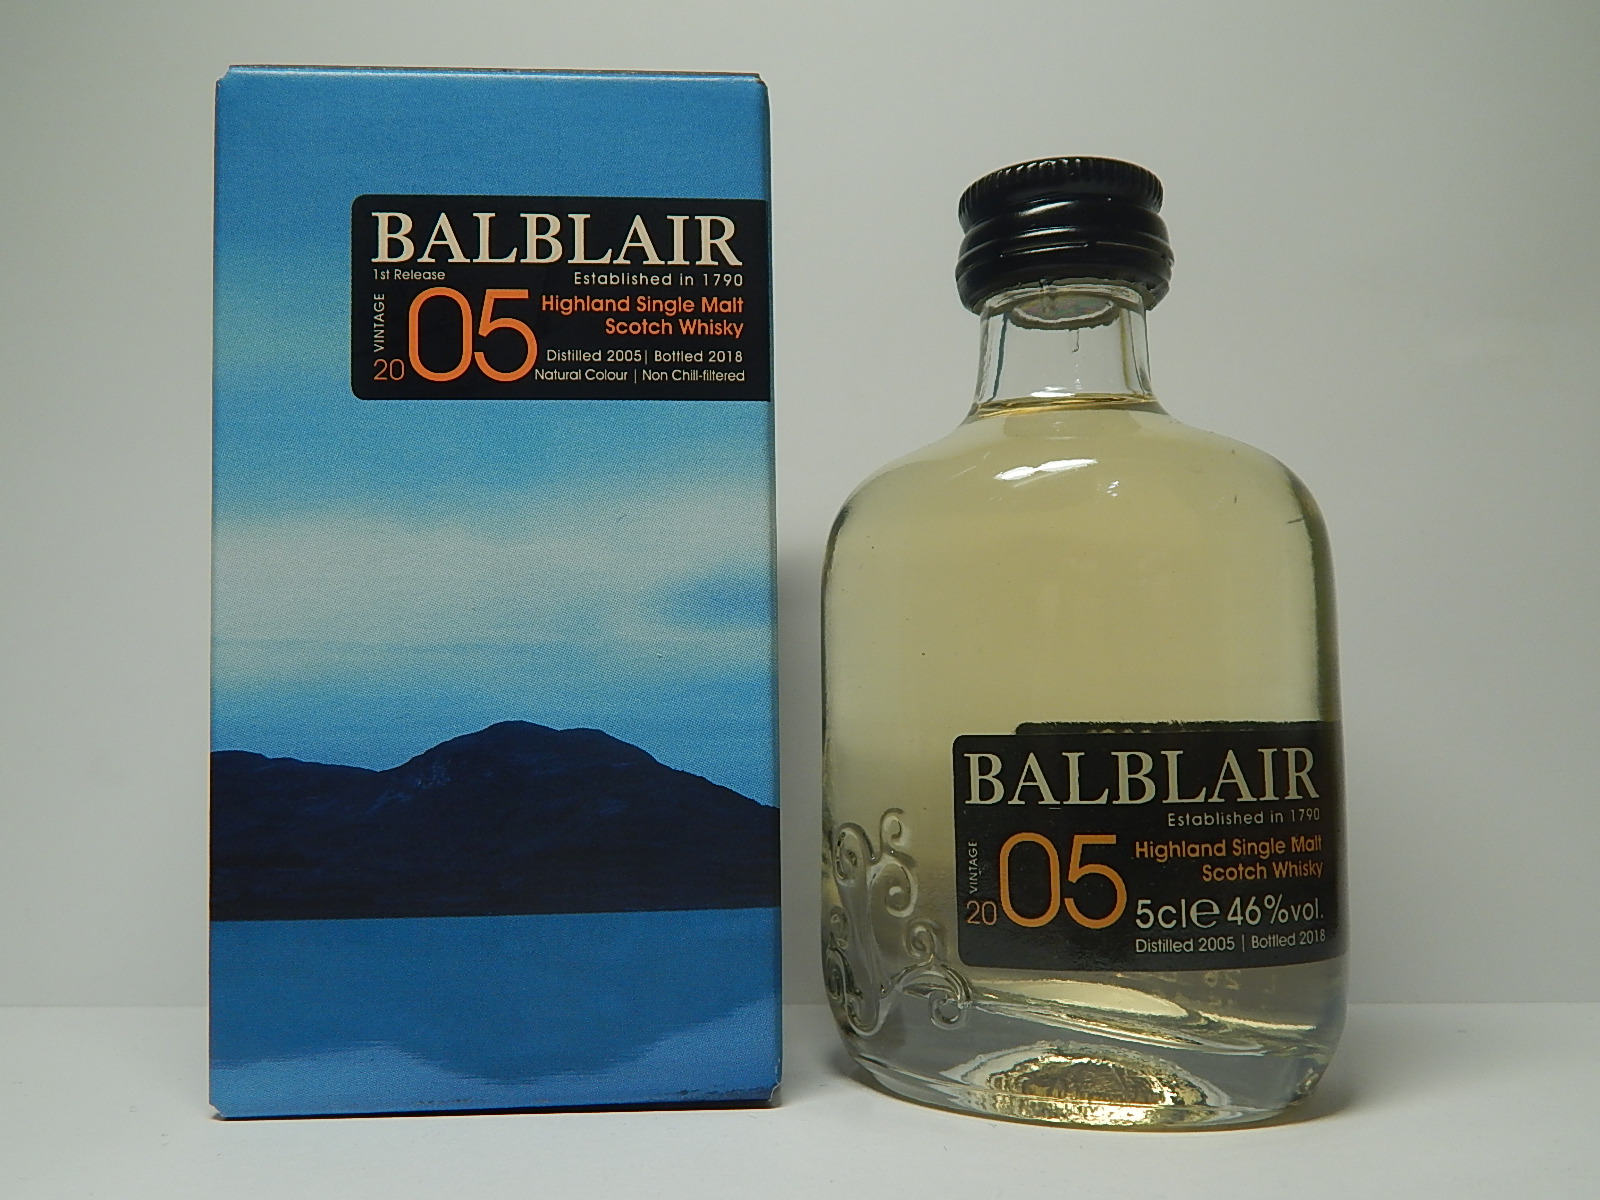 BALBLAIR
1st Release
Established in 1790
VINTAGE
2005
Highland Single Malt
Scotch Whisky
Distilled 2005| Bottled 2018
Natural Colour | Non Chill-filtered
BALBLAIR
Established in 1790
VINTAGE
2005
Highland Single Malt
Scotch Whisky
5cl e 46%vol.
Distilled 2005 | Bottled 2018